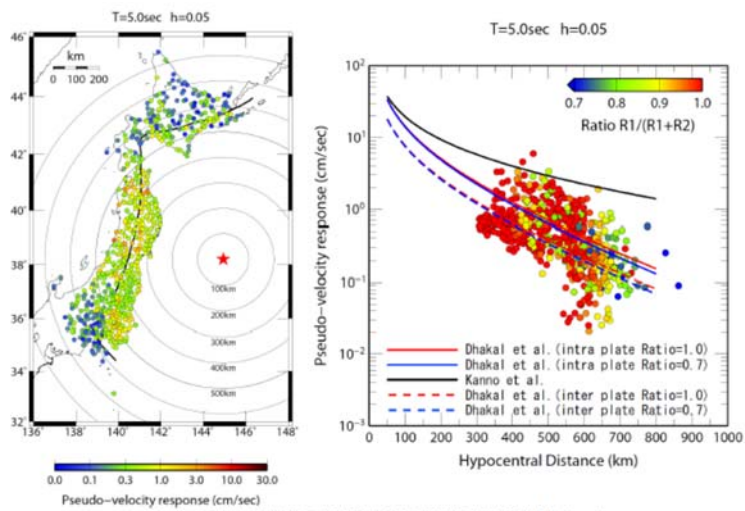 T=5.0sec h=0.05
46˚
44˚
42˚
40˚
38˚
36˚
34˚
32˚
km
0 100 200
100km
200km
300km
400km
500km
136˚ 138˚ 140˚ 142˚ 144˚ 146˚ 148˚
0.0 0.1 0.3 1.0 3.0 10.0 30.0
Pseudo-velocity response (cm/sec)
T=5.0sec h=0.05
Pseudo-velocity response (cm/sec)
10²
10¹
10⁰
10⁻¹
10⁻²
10⁻³
0.7 0.8 0.9 1.0
Ratio R1/(R1+R2)
Dhakal et al. (intra plate Ratio=1.0)
Dhakal et al. (intra plate Ratio=0.7)
Kanno et al.
Dhakal et al. (inter plate Ratio=1.0)
Dhakal et al. (inter plate Ratio=0.7)
0 100 200 300 400 500 600 700 800 900 1000
Hypocentral Distance (km)